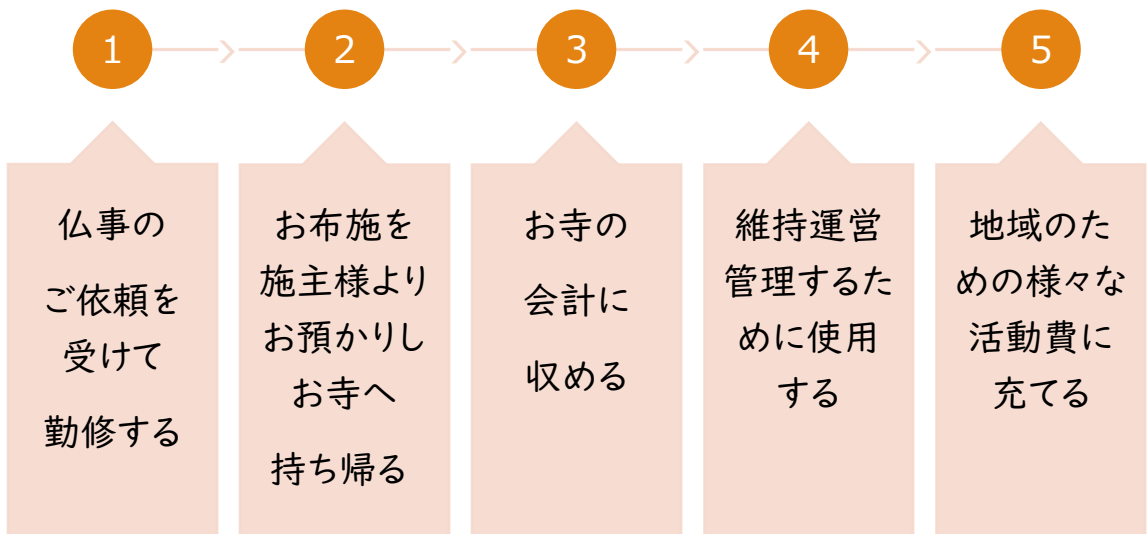 1
2
3
4
5
仏事の
ご依頼を
受けて
勤修する
お布施を
施主様より
お預かりし
お寺へ
持ち帰る
お寺の
会計に
収める
維持運営
管理するた
めに使用
する
地域のた
めの様々な
活動費に
充てる